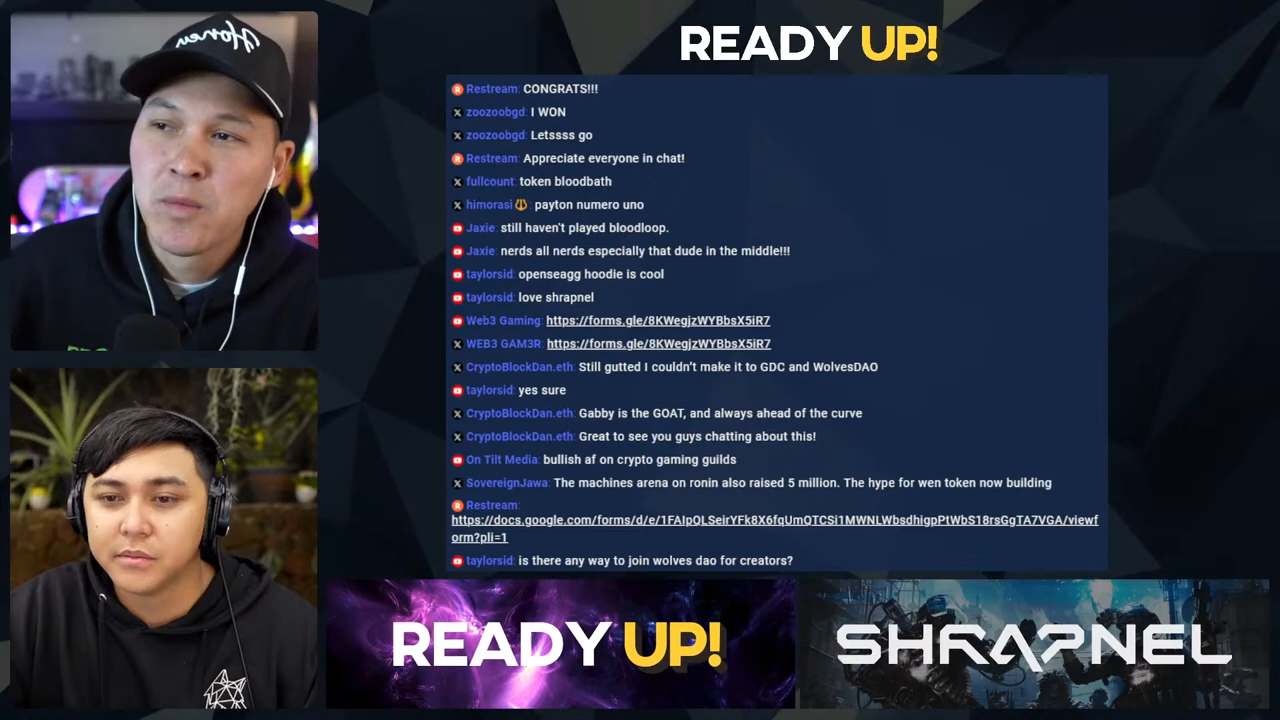 Honey
READY UP!
Restream: CONGRATS!!!
zoozoobgd: I WON
zoozoobgd: Letssss go
Restream: Appreciate everyone in chat!
fullcount: token bloodbath
himorasi🔱: payton numero uno
Jaxie: still haven't played bloodloop.
Jaxie: nerds all nerds especially that dude in the middle!!!
taylorsid: openseagg hoodie is cool
taylorsid: love shrapnel
Web3 Gaming: https://forms.gle/8KWegjzWYBbsX5iR7
WEB3 GAM3R: https://forms.gle/8KWegjzWYBbsX5iR7
CryptoBlockDan.eth: Still gutted I couldn't make it to GDC and WolvesDAO
taylorsid: yes sure
CryptoBlockDan.eth: Gabby is the GOAT, and always ahead of the curve
CryptoBlockDan.eth: Great to see you guys chatting about this!
On Tilt Media: bullish af on crypto gaming guilds
SovereignJawa: The machines arena on ronin also raised 5 million. The hype for wen token now building
Restream:
https://docs.google.com/forms/d/e/1FAIpQLSeirYFk8X6fqUmQTCSi1MWNLWbsdhigpPtWbS18rsGgTA7VGA/viewf
orm?pli=1
taylorsid: is there any way to join wolves dao for creators?
READY UP!
SHRAPNEL